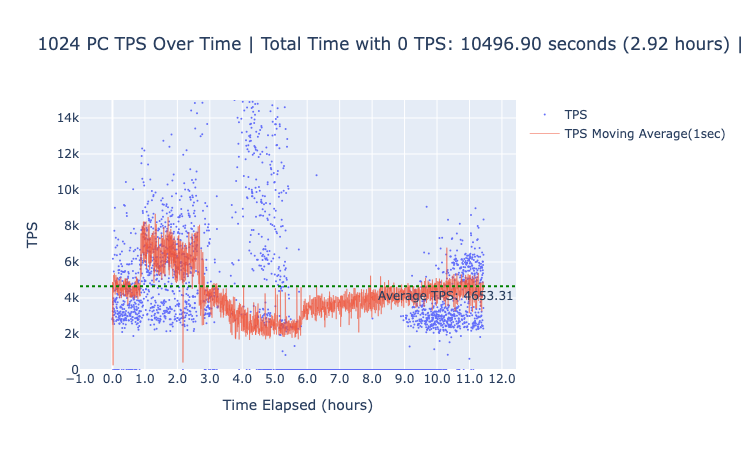 1024 PC TPS Over Time | Total Time with 0 TPS: 10496.90 seconds (2.92 hours) |
TPS
TPS Moving Average(1sec)
14k
12k
10k
8k
6k
4k
2k
0
TPS
Average TPS: 4653.31
−1.0 0.0 1.0 2.0 3.0 4.0 5.0 6.0 7.0 8.0 9.0 10.0 11.0 12.0
Time Elapsed (hours)